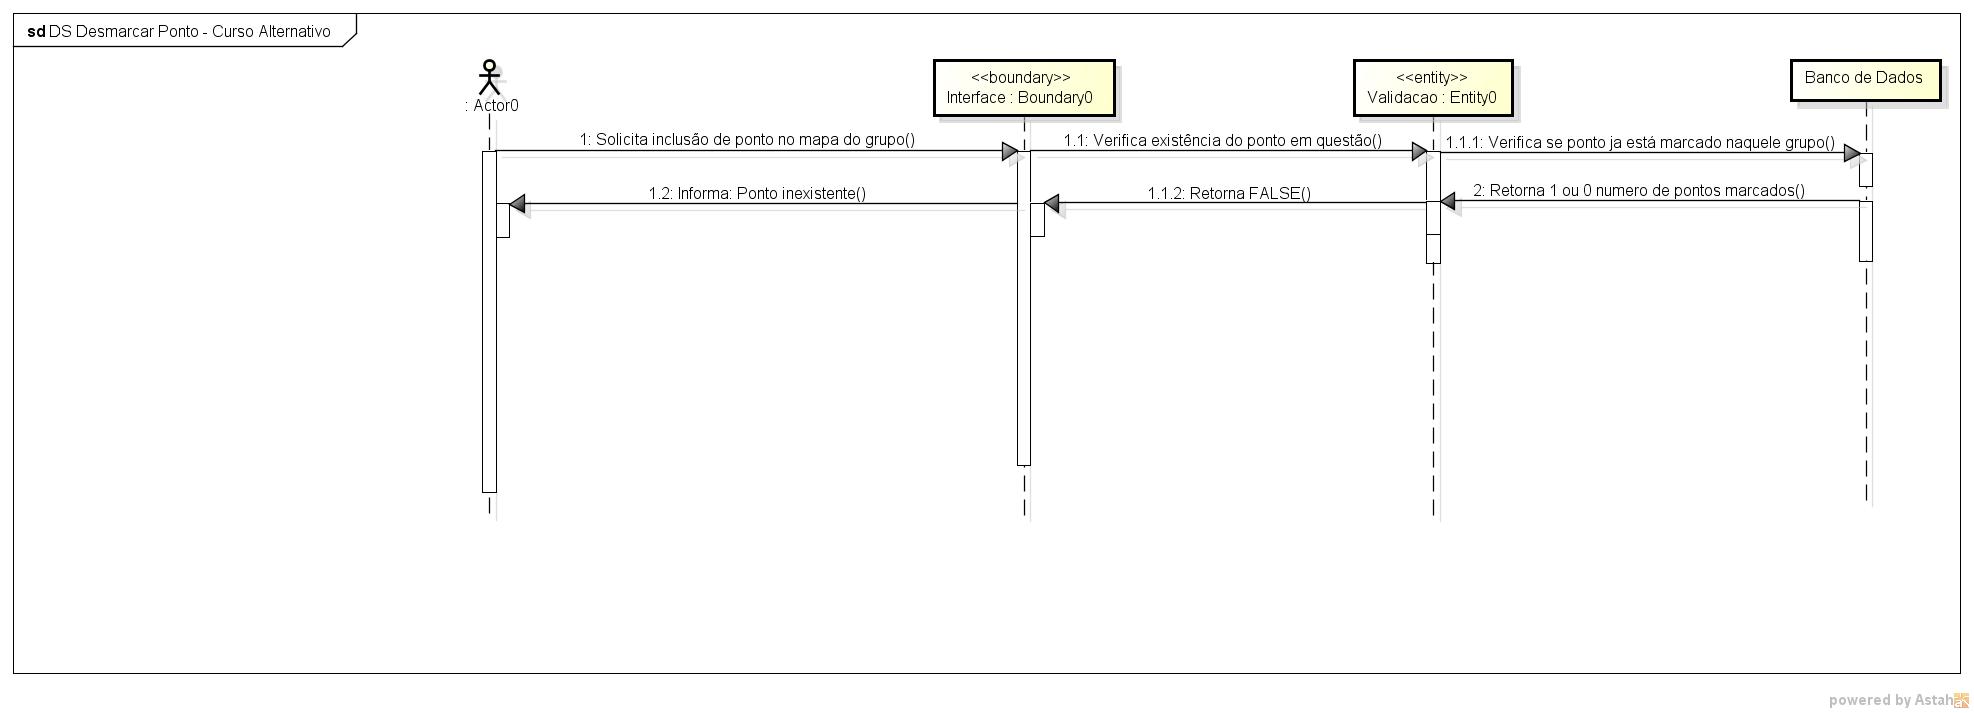 sd DS Desmarcar Ponto - Curso Alternativo
: Actor0
<<boundary>>
Interface : Boundary0
<<entity>>
Validacao : Entity0
Banco de Dados
1: Solicita inclusão de ponto no mapa do grupo()
1.1: Verifica existência do ponto em questão()
1.1.1: Verifica se ponto ja está marcado naquele grupo()
1.2: Informa: Ponto inexistente()
1.1.2: Retorna FALSE()
2: Retorna 1 ou 0 numero de pontos marcados()
powered by Astah